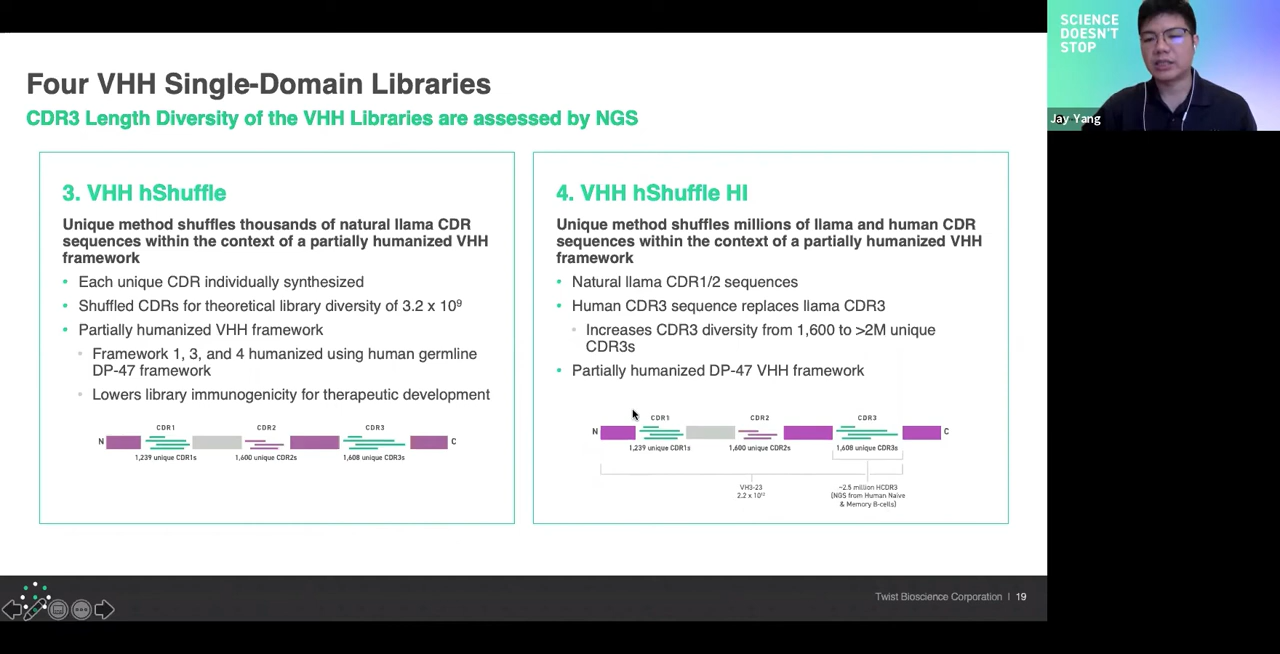 Four VHH Single-Domain Libraries
CDR3 Length Diversity of the VHH Libraries are assessed by NGS
3. VHH hShuffle
Unique method shuffles thousands of natural llama CDR
sequences within the context of a partially humanized VHH
framework
• Each unique CDR individually synthesized
• Shuffled CDRs for theoretical library diversity of 3.2 x 10⁹
• Partially humanized VHH framework
• Framework 1, 3, and 4 humanized using human germline
DP-47 framework
• Lowers library immunogenicity for therapeutic development
CDR1 CDR2 CDR3
N C
1,239 unique CDR1s 1,600 unique CDR2s 1,608 unique CDR3s
4. VHH hShuffle HI
Unique method shuffles millions of llama and human CDR
sequences within the context of a partially humanized VHH
framework
• Natural llama CDR1/2 sequences
• Human CDR3 sequence replaces llama CDR3
• Increases CDR3 diversity from 1,600 to >2M unique
CDR3s
• Partially humanized DP-47 VHH framework
CDR1 CDR2 CDR3
N C
1,239 unique CDR1s 1,600 unique CDR2s 1,608 unique CDR3s
VH3-23
2.2 x 10¹²
~2.5 million HCDR3
(NGS from Human Naive
& Memory B-cells)
Twist Bioscience Corporation | 19
SCIENCE
DOESN'T
STOP
Jay Yang